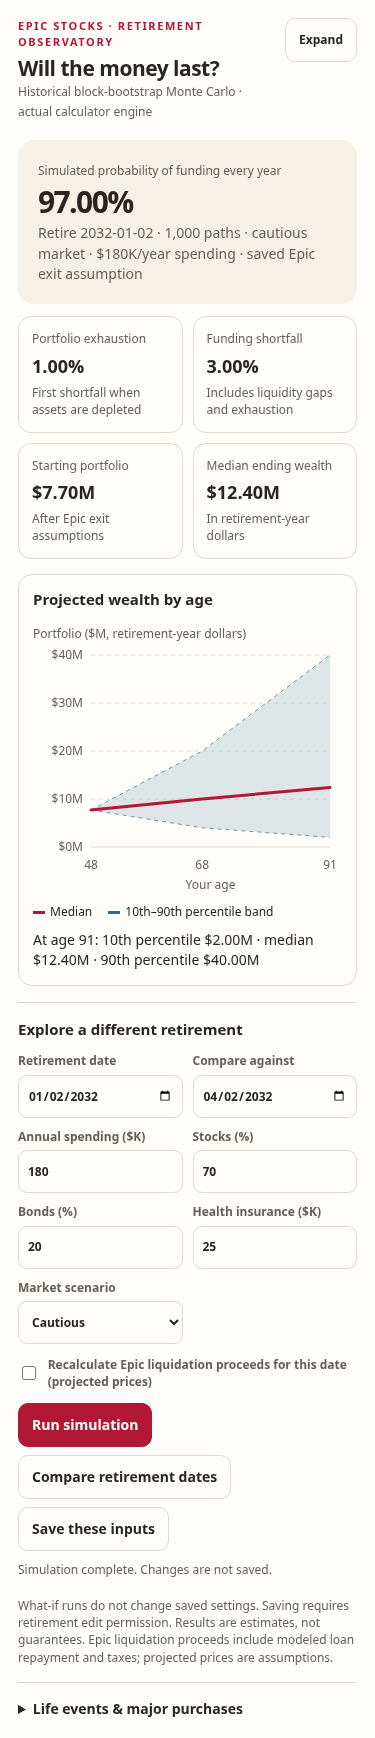 EPIC STOCKS · RETIREMENT
OBSERVATORY
Will the money last?
Historical block-bootstrap Monte Carlo ·
actual calculator engine
Expand
Simulated probability of funding every year
97.00%
Retire 2032-01-02 · 1,000 paths · cautious
market · $180K/year spending · saved Epic
exit assumption
Portfolio exhaustion
1.00%
First shortfall when
assets are depleted
Funding shortfall
3.00%
Includes liquidity gaps
and exhaustion
Starting portfolio
$7.70M
After Epic exit
assumptions
Median ending wealth
$12.40M
In retirement-year
dollars
Projected wealth by age
Portfolio ($M, retirement-year dollars)
$40M
$30M
$20M
$10M
$0M
48 68 91
Your age
Median 10th–90th percentile band
At age 91: 10th percentile $2.00M · median
$12.40M · 90th percentile $40.00M
Explore a different retirement
Retirement date
01/02/2032
Compare against
04/02/2032
Annual spending ($K)
180
Stocks (%)
70
Bonds (%)
20
Health insurance ($K)
25
Market scenario
Cautious
Recalculate Epic liquidation proceeds for this date
(projected prices)
Run simulation
Compare retirement dates
Save these inputs
Simulation complete. Changes are not saved.
What-if runs do not change saved settings. Saving requires
retirement edit permission. Results are estimates, not
guarantees. Epic liquidation proceeds include modeled loan
repayment and taxes; projected prices are assumptions.
Life events & major purchases